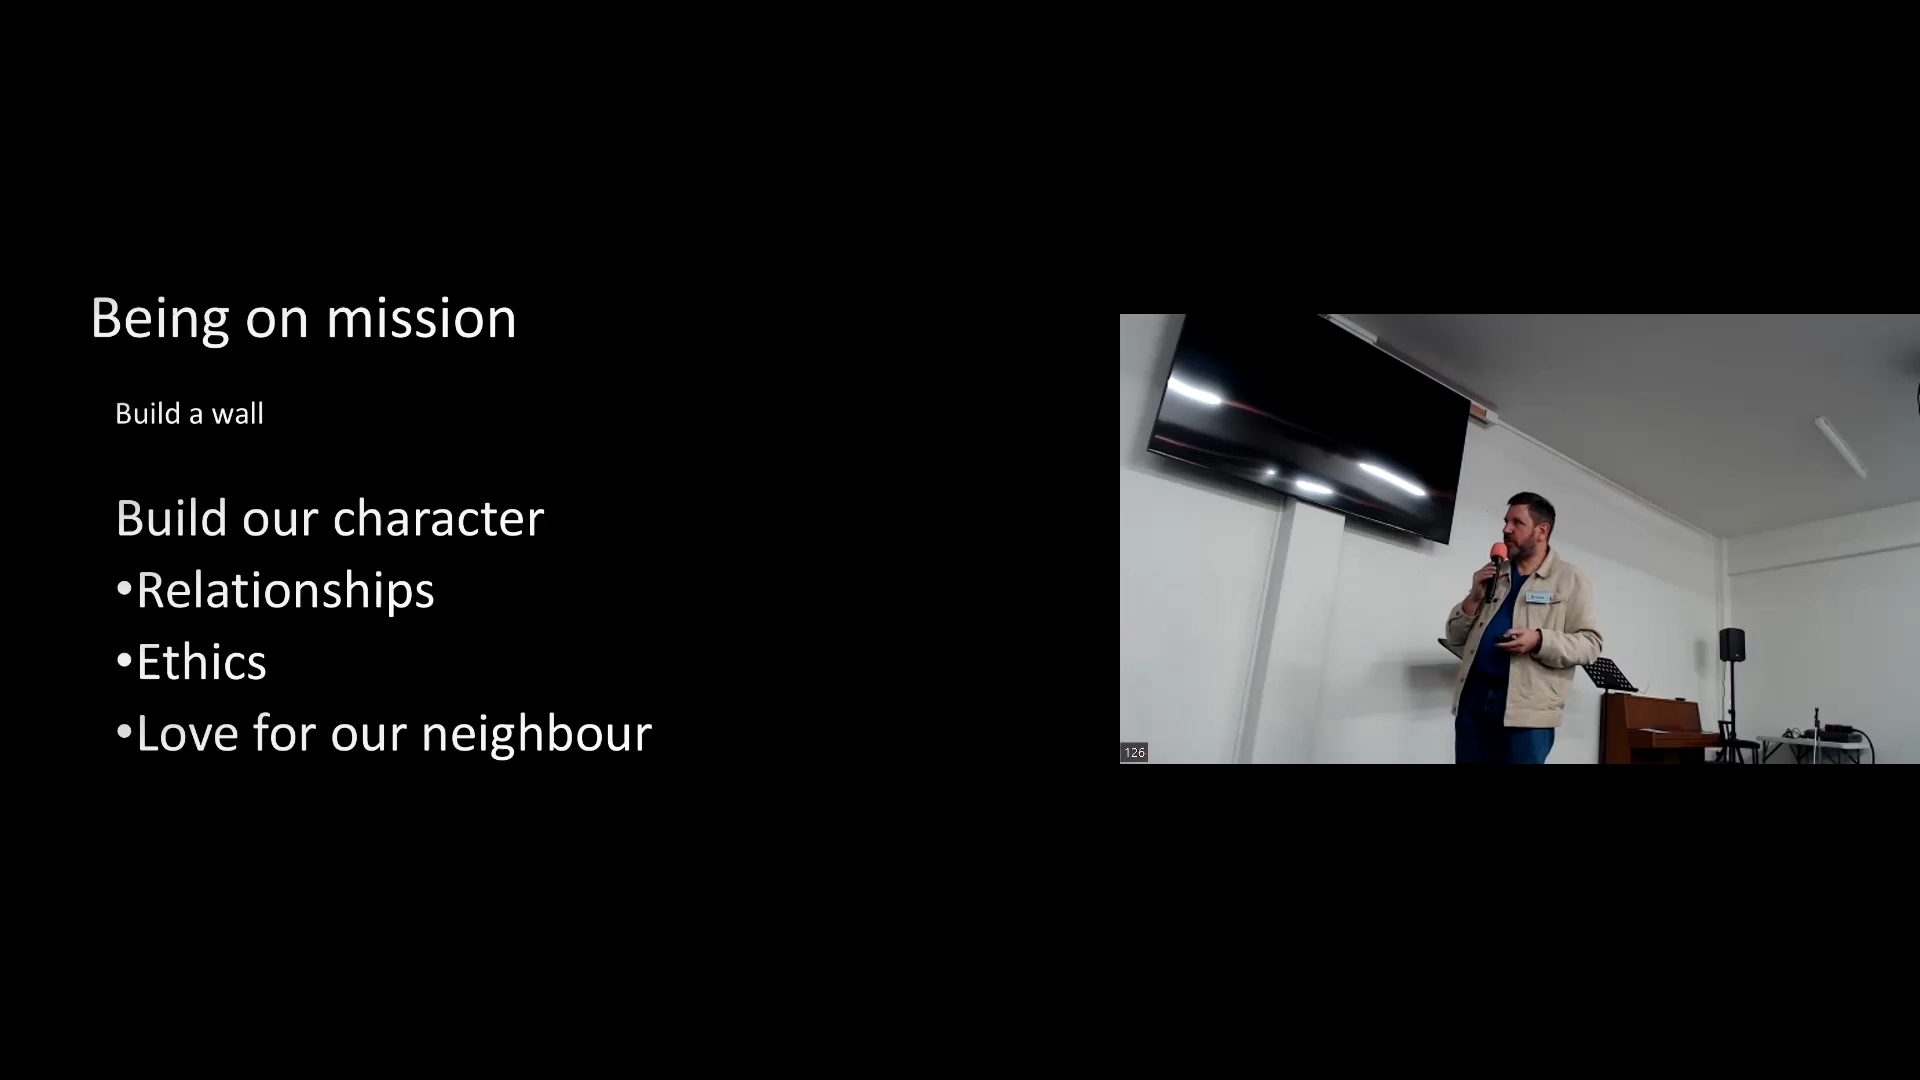 Being on mission
Build a wall
Build our character
•Relationships
•Ethics
•Love for our neighbour
126